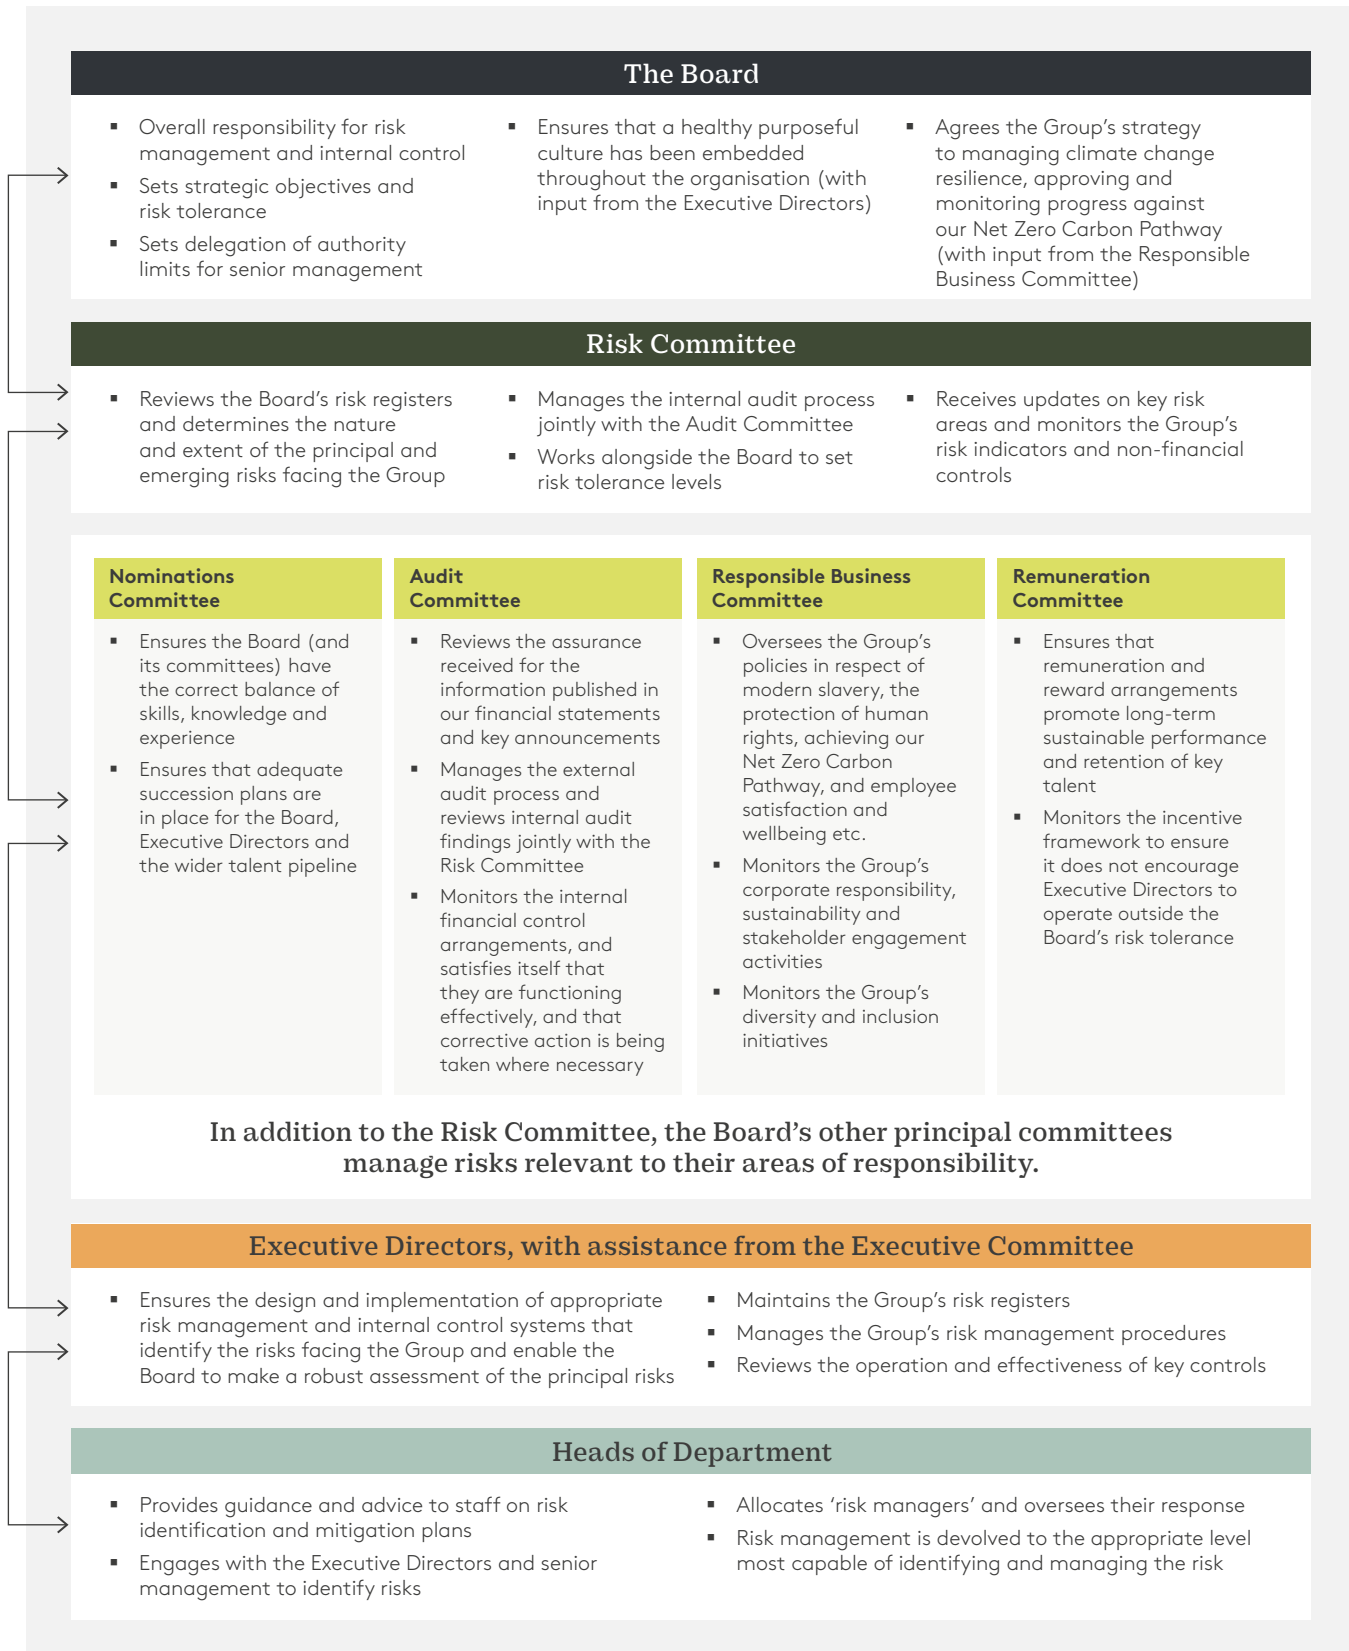 The Board
▪ Overall responsibility for risk
management and internal control
▪ Sets strategic objectives and
risk tolerance
▪ Sets delegation of authority
limits for senior management
▪ Ensures that a healthy purposeful
culture has been embedded
throughout the organisation (with
input from the Executive Directors)
▪ Agrees the Group’s strategy
to managing climate change
resilience, approving and
monitoring progress against
our Net Zero Carbon Pathway
(with input from the Responsible
Business Committee)
Risk Committee
▪ Reviews the Board’s risk registers
and determines the nature
and extent of the principal and
emerging risks facing the Group
▪ Manages the internal audit process
jointly with the Audit Committee
▪ Works alongside the Board to set
risk tolerance levels
▪ Receives updates on key risk
areas and monitors the Group’s
risk indicators and non-financial
controls
Nominations
Committee
▪ Ensures the Board (and
its committees) have
the correct balance of
skills, knowledge and
experience
▪ Ensures that adequate
succession plans are
in place for the Board,
Executive Directors and
the wider talent pipeline
Audit
Committee
▪ Reviews the assurance
received for the
information published in
our financial statements
and key announcements
▪ Manages the external
audit process and
reviews internal audit
findings jointly with the
Risk Committee
▪ Monitors the internal
financial control
arrangements, and
satisfies itself that
they are functioning
effectively, and that
corrective action is being
taken where necessary
Responsible Business
Committee
▪ Oversees the Group’s
policies in respect of
modern slavery, the
protection of human
rights, achieving our
Net Zero Carbon
Pathway, and employee
satisfaction and
wellbeing etc.
▪ Monitors the Group’s
corporate responsibility,
sustainability and
stakeholder engagement
activities
▪ Monitors the Group’s
diversity and inclusion
initiatives
Remuneration
Committee
▪ Ensures that
remuneration and
reward arrangements
promote long-term
sustainable performance
and retention of key
talent
▪ Monitors the incentive
framework to ensure
it does not encourage
Executive Directors to
operate outside the
Board’s risk tolerance
In addition to the Risk Committee, the Board’s other principal committees
manage risks relevant to their areas of responsibility.
Executive Directors, with assistance from the Executive Committee
▪ Ensures the design and implementation of appropriate
risk management and internal control systems that
identify the risks facing the Group and enable the
Board to make a robust assessment of the principal risks
▪ Maintains the Group’s risk registers
▪ Manages the Group’s risk management procedures
▪ Reviews the operation and effectiveness of key controls
Heads of Department
▪ Provides guidance and advice to staff on risk
identification and mitigation plans
▪ Engages with the Executive Directors and senior
management to identify risks
▪ Allocates ‘risk managers’ and oversees their response
▪ Risk management is devolved to the appropriate level
most capable of identifying and managing the risk